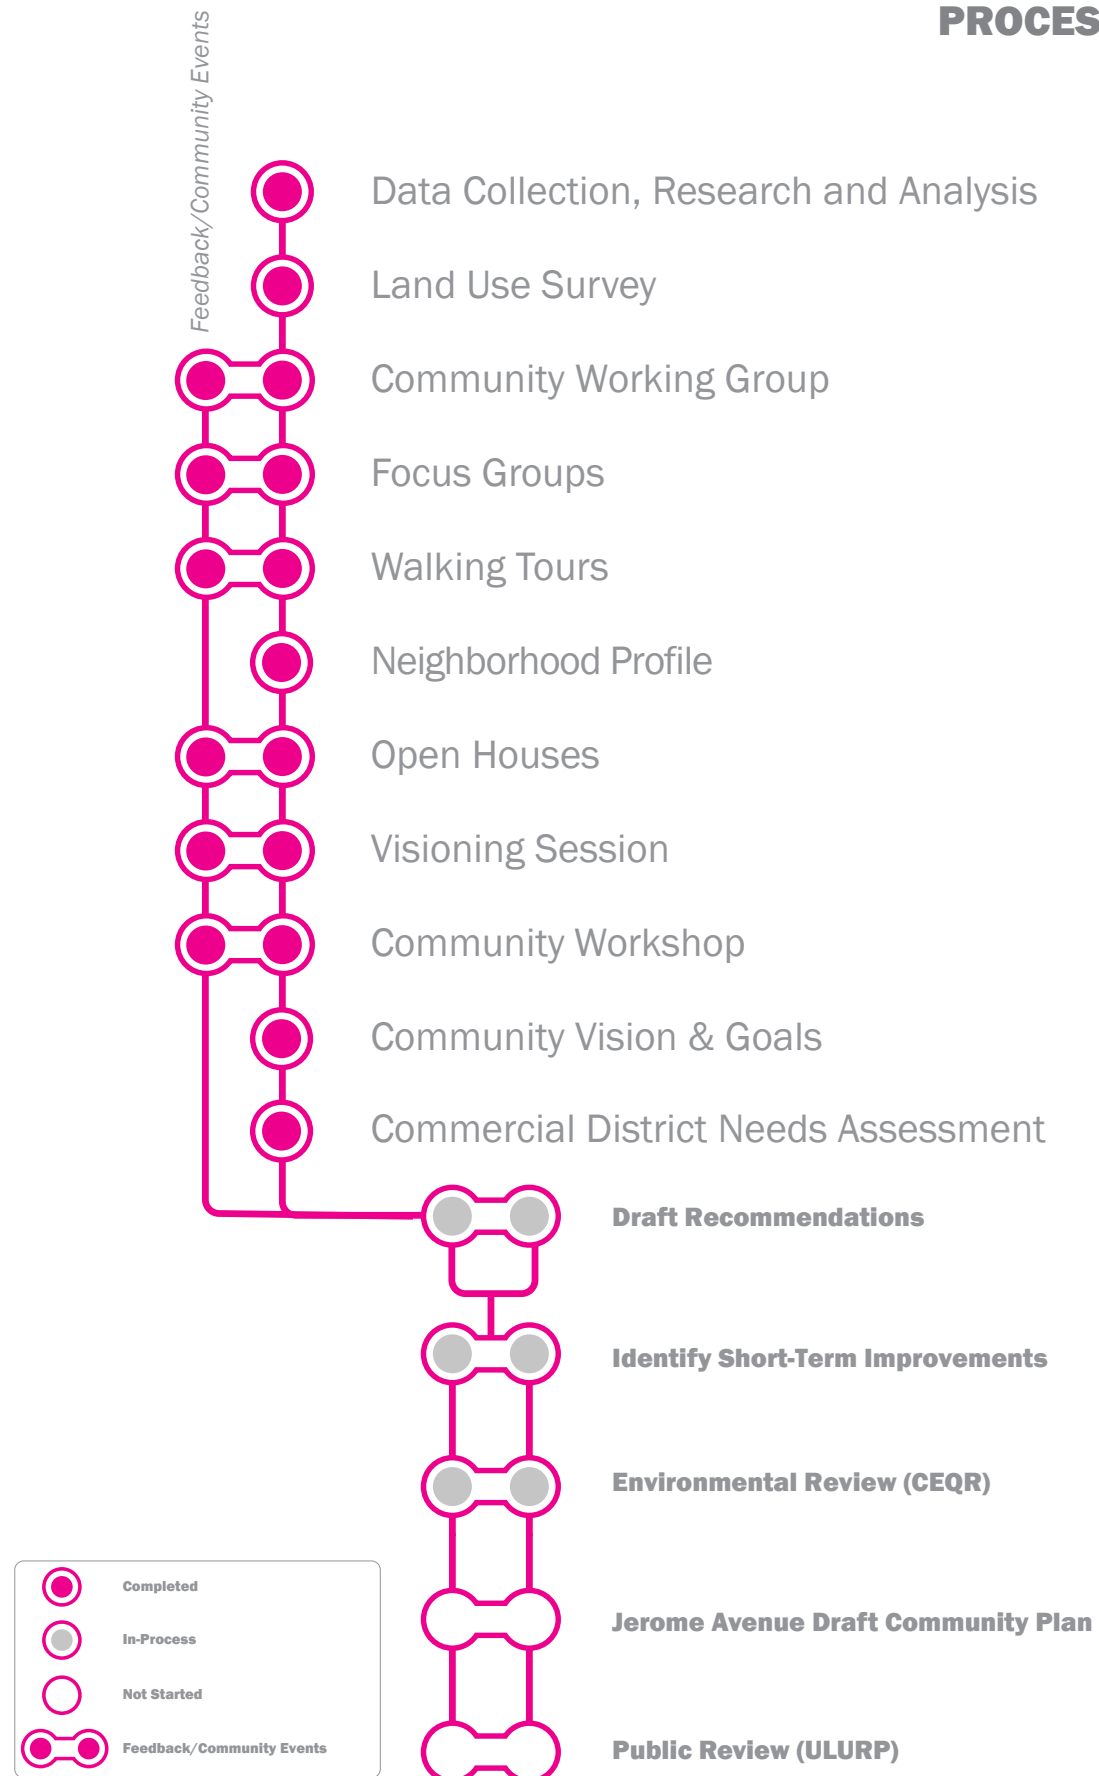 PROCES
Feedback/Community Events
Data Collection, Research and Analysis
Land Use Survey
Community Working Group
Focus Groups
Walking Tours
Neighborhood Profile
Open Houses
Visioning Session
Community Workshop
Community Vision & Goals
Commercial District Needs Assessment
Draft Recommendations
Identify Short-Term Improvements
Environmental Review (CEQR)
Jerome Avenue Draft Community Plan
Public Review (ULURP)
Completed
In-Process
Not Started
Feedback/Community Events